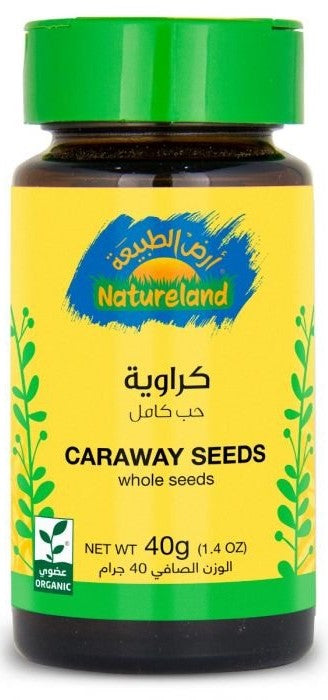 أرض الطبيعة
Natureland®
كراوية
حب كامل
CARAWAY SEEDS
whole seeds
عضوي
ORGANIC
NET WT 40g (1.4 OZ)
الوزن الصافي 40 جرام